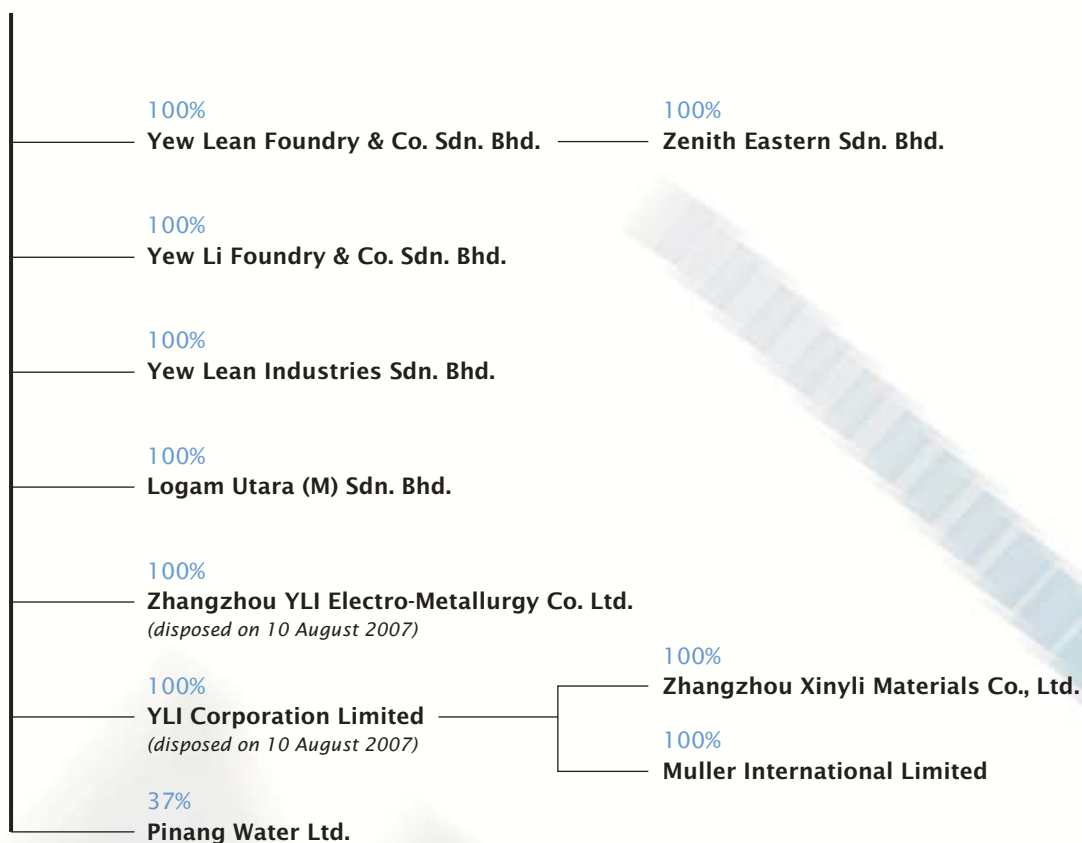 100%
Yew Lean Foundry & Co. Sdn. Bhd.
100%
Zenith Eastern Sdn. Bhd.
100%
Yew Li Foundry & Co. Sdn. Bhd.
100%
Yew Lean Industries Sdn. Bhd.
100%
Logam Utara (M) Sdn. Bhd.
100%
Zhangzhou YLI Electro-Metallurgy Co. Ltd.
(disposed on 10 August 2007)
100%
YLI Corporation Limited
(disposed on 10 August 2007)
100%
Zhangzhou Xinyli Materials Co., Ltd.
100%
Muller International Limited
37%
Pinang Water Ltd.